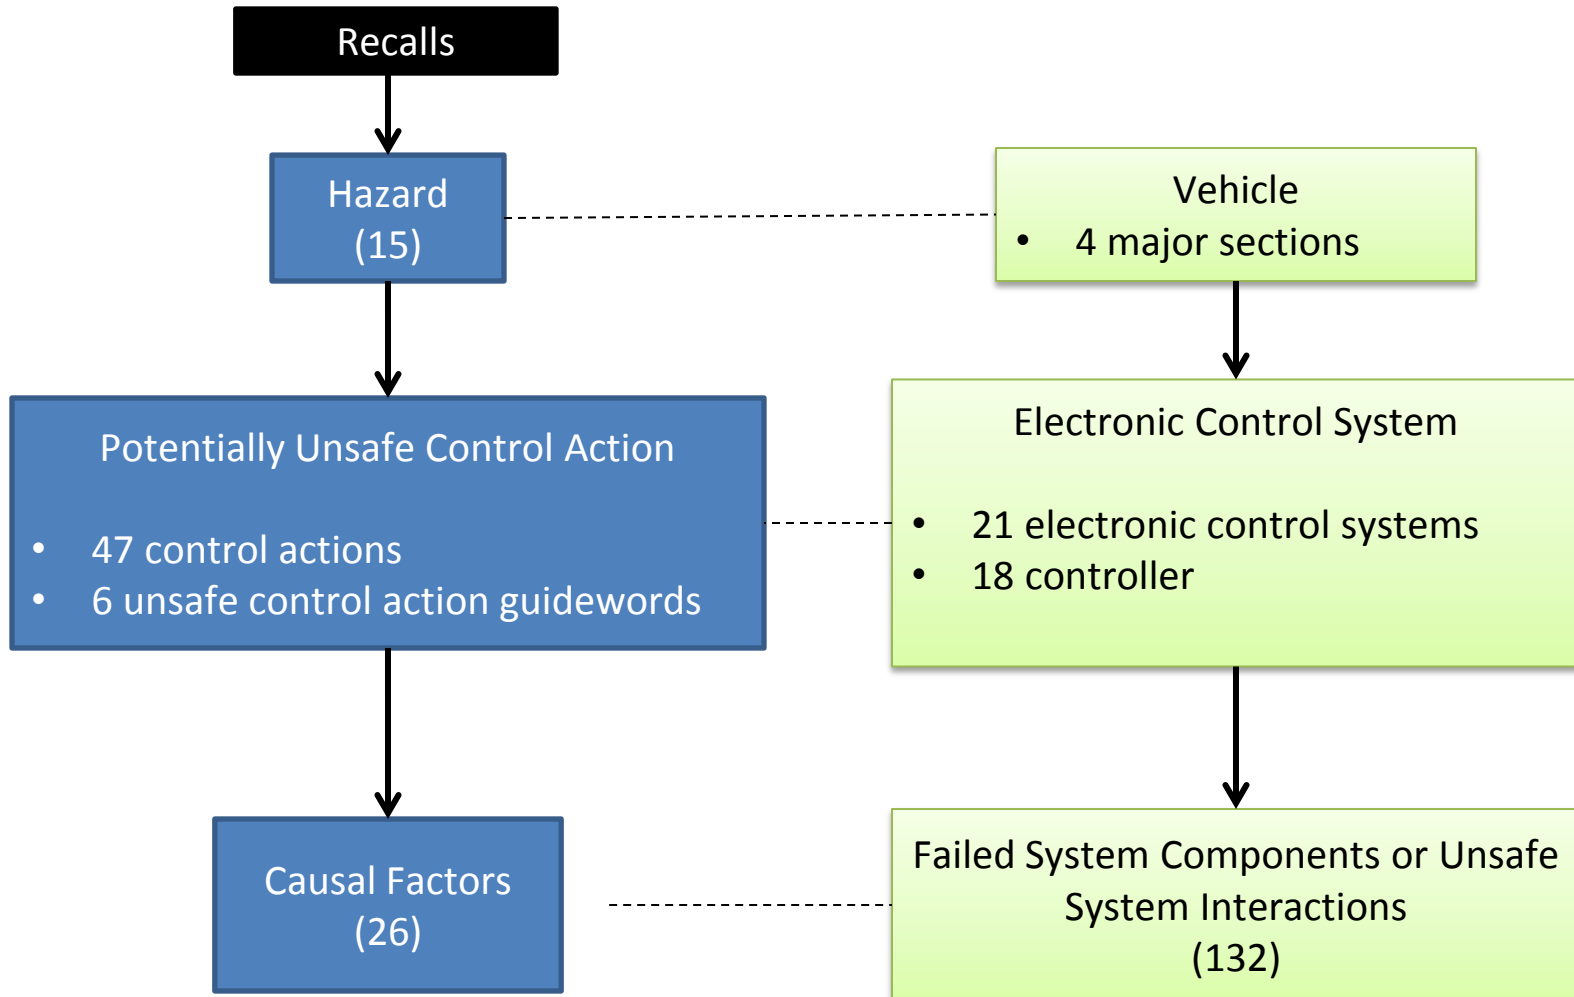 Recalls
Hazard
(15)
Vehicle
• 4 major sections
Potentially Unsafe Control Action
• 47 control actions
• 6 unsafe control action guidewords
Electronic Control System
• 21 electronic control systems
• 18 controller
Causal Factors
(26)
Failed System Components or Unsafe
System Interactions
(132)